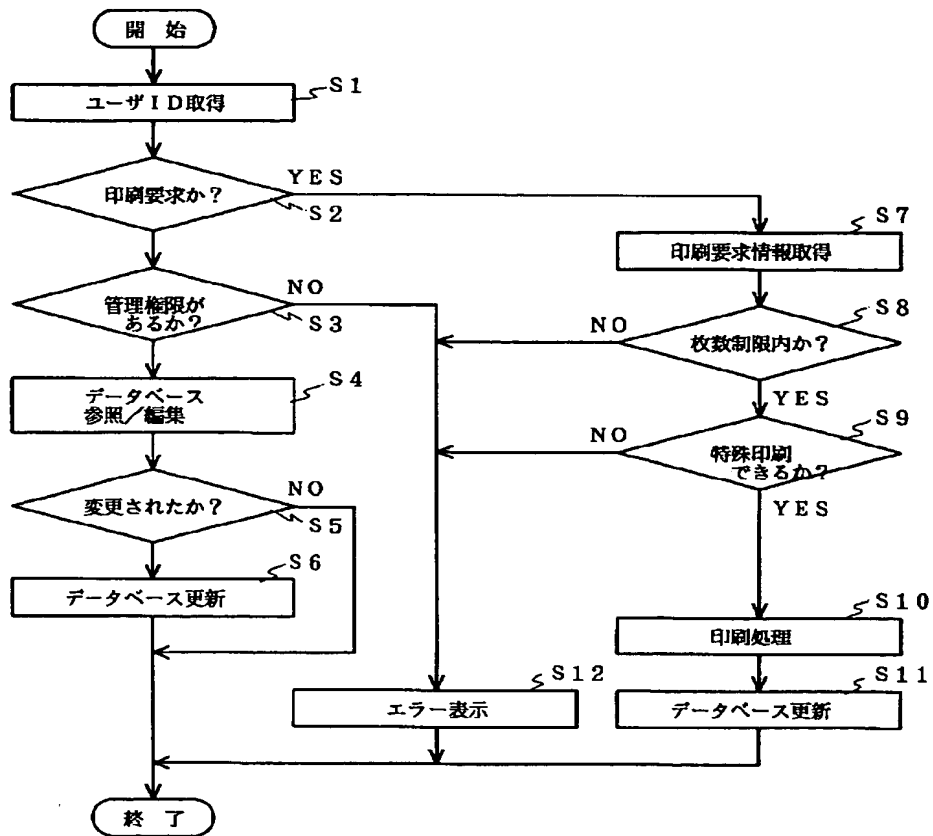 開 始
ユーザID取得
S1
印刷要求か?
YES
S2
管理権限が
あるか?
NO
S3
データベース
参照/編集
S4
変更されたか?
NO
S5
データベース更新
S6
印刷要求情報取得
S7
枚数制限内か?
NO
S8
YES
特殊印刷
できるか?
NO
S9
YES
印刷処理
S10
データベース更新
S11
エラー表示
S12
終 了